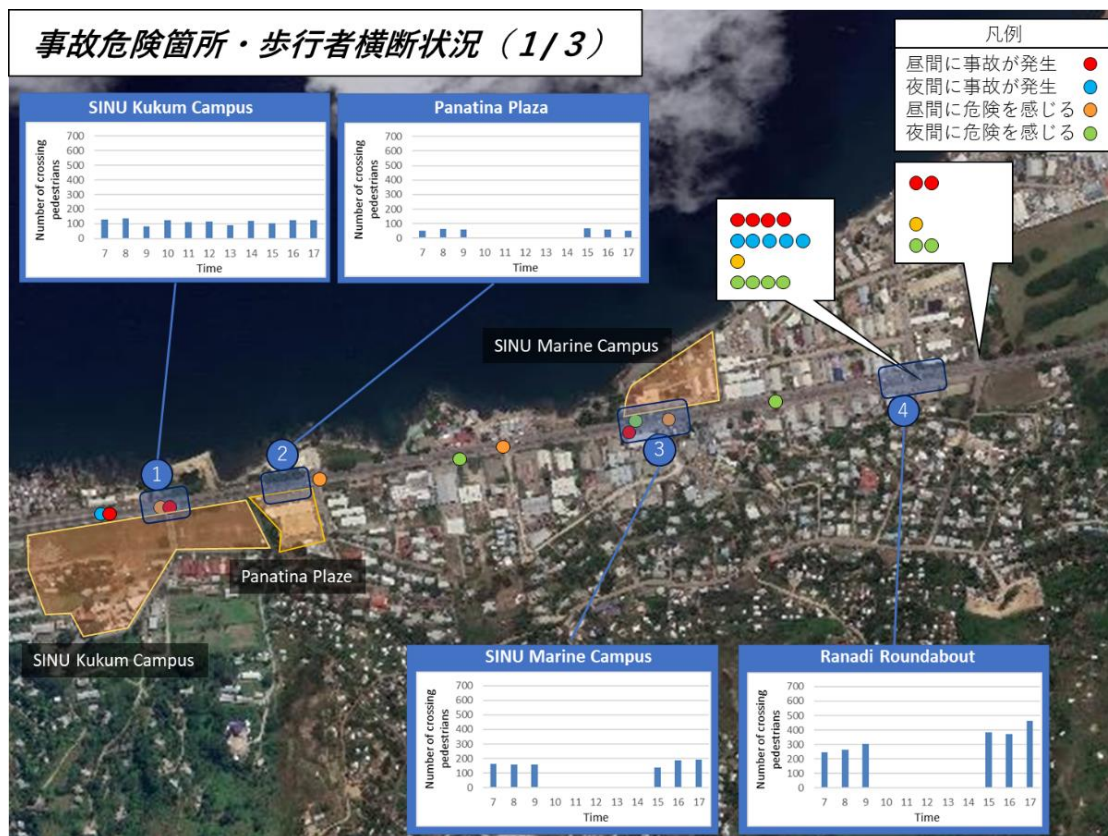 事故危険箇所・歩行者横断状況（1/3）
凡例
昼間に事故が発生
夜間に事故が発生
昼間に危険を感じる
夜間に危険を感じる
SINU Kukum Campus
Number of crossing
pedestrians
700
600
500
400
300
200
100
0
7 8 9 10 11 12 13 14 15 16 17
Time
Panatina Plaza
Number of crossing
pedestrians
700
600
500
400
300
200
100
0
7 8 9 10 11 12 13 14 15 16 17
Time
SINU Marine Campus
1
2
3
4
Panatina Plaze
SINU Kukum Campus
SINU Marine Campus
Number of crossing
pedestrians
700
600
500
400
300
200
100
0
7 8 9 10 11 12 13 14 15 16 17
Time
Ranadi Roundabout
Number of crossing
pedestrians
700
600
500
400
300
200
100
0
7 8 9 10 11 12 13 14 15 16 17
Time